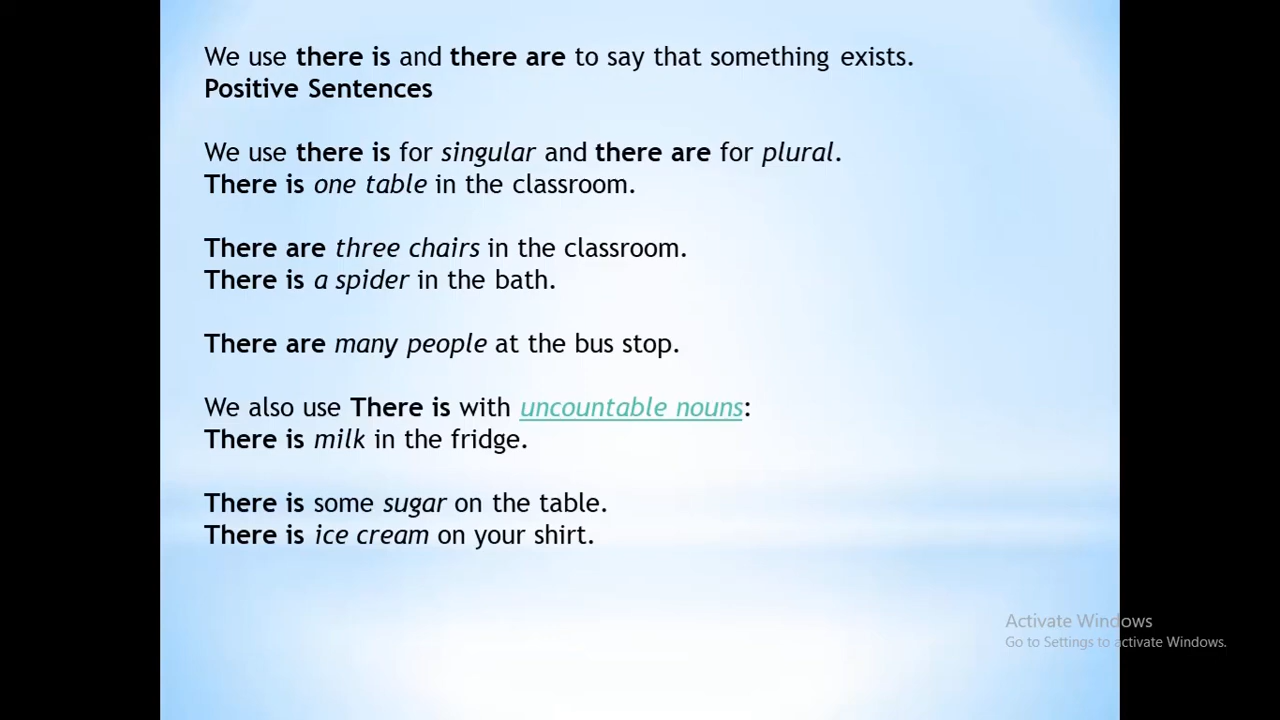 We use there is and there are to say that something exists.
Positive Sentences
We use there is for singular and there are for plural.
There is one table in the classroom.
There are three chairs in the classroom.
There is a spider in the bath.
There are many people at the bus stop.
We also use There is with uncountable nouns:
There is milk in the fridge.
There is some sugar on the table.
There is ice cream on your shirt.
Activate Windows
Go to Settings to activate Windows.